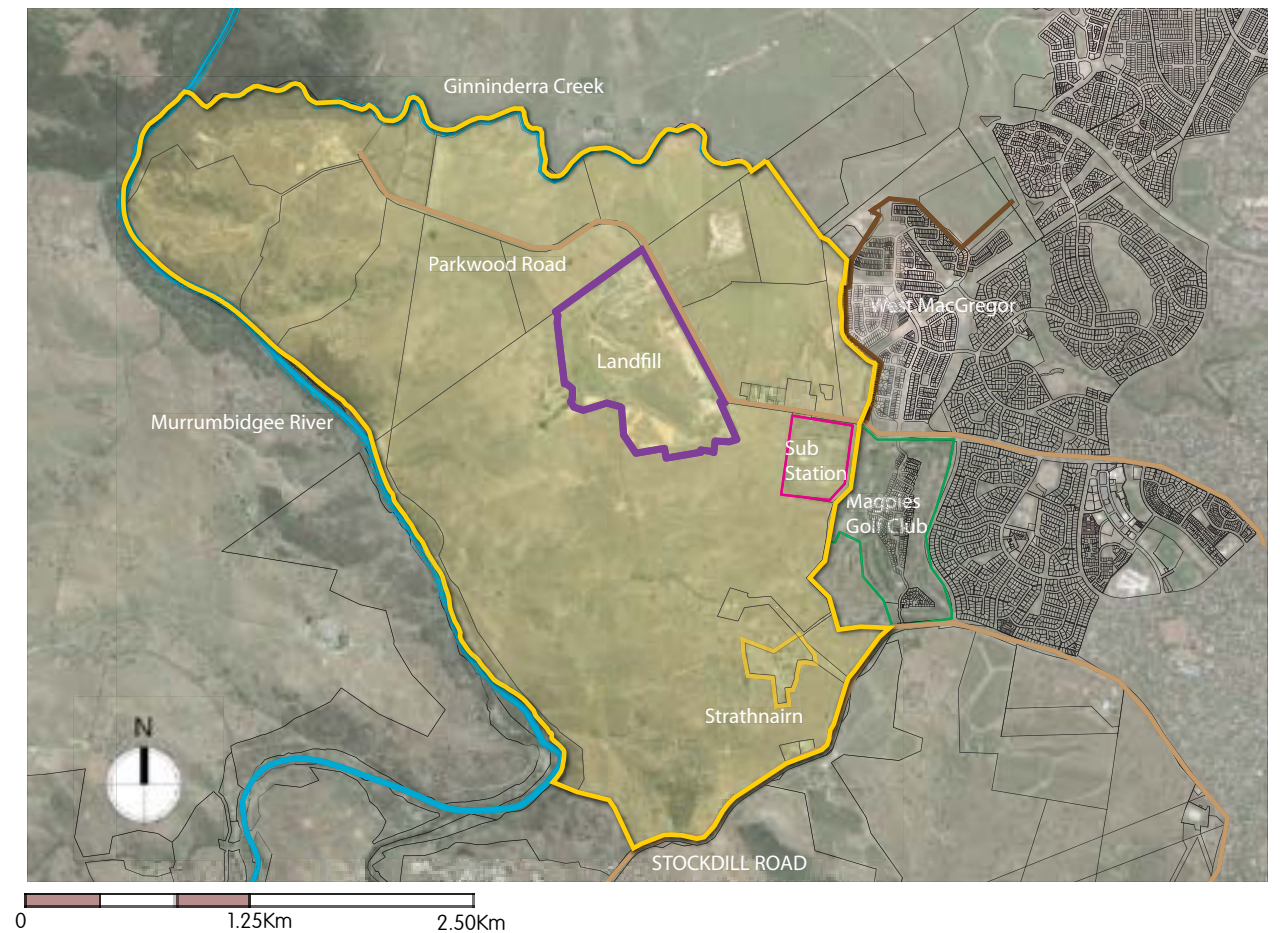 Ginninderra Creek
Parkwood Road
West MacGregor
Landfill
Murrumbidgee River
Sub
Station
Magpies
Golf Club
Strathnairn
N
STOCKDILL ROAD
0
1.25Km
2.50Km